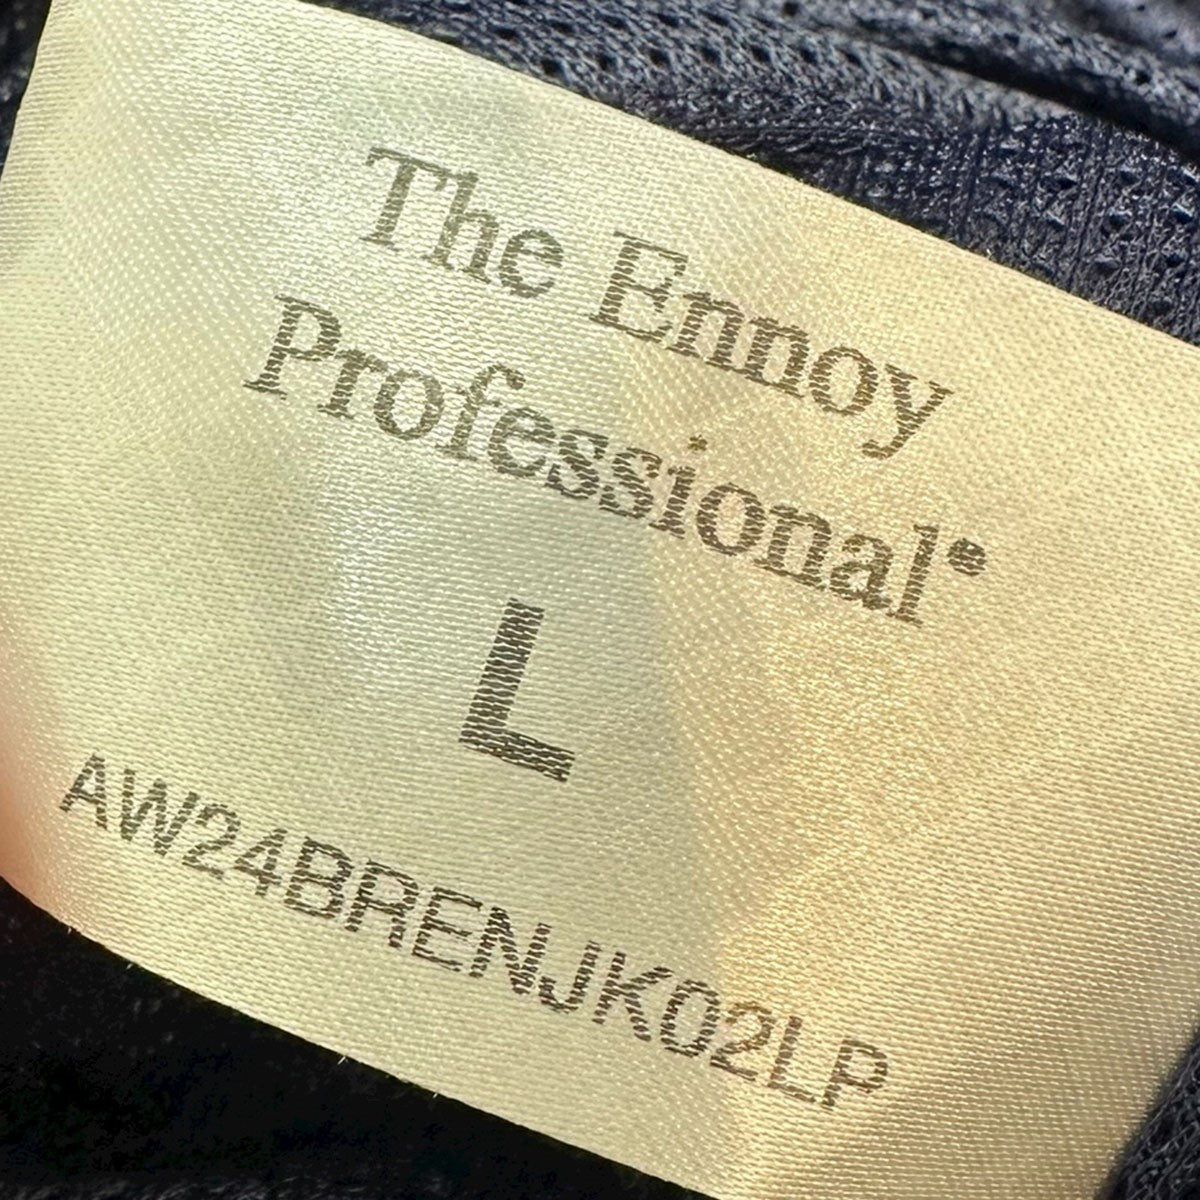 The Ennoy
Professional®
L
AW24BRENJK02LP